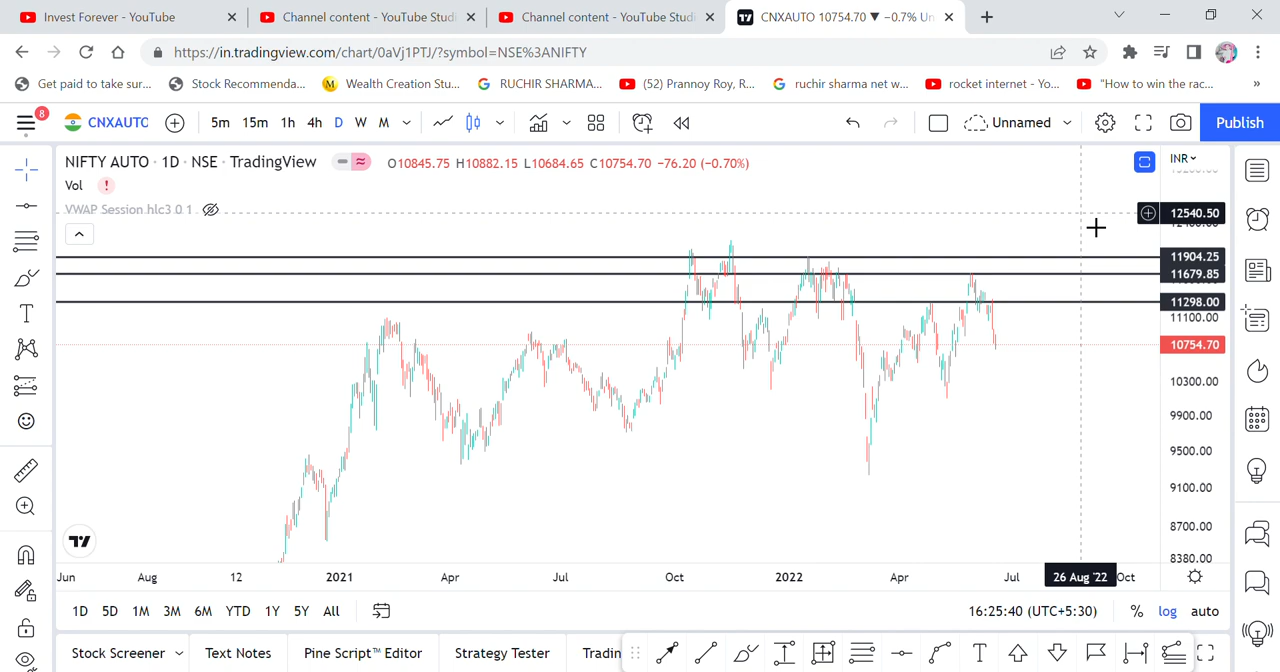 Invest Forever - YouTube
Channel content - YouTube Studi
Channel content - YouTube Studi
CNXAUTO 10754.70 ▼ −0.7% Un
https://in.tradingview.com/chart/0aVj1PTJ/?symbol=NSE%3ANIFTY
Get paid to take sur...
Stock Recommenda...
Wealth Creation Stu...
RUCHIR SHARMA...
(52) Prannoy Roy, R...
ruchir sharma net w...
rocket internet - Yo...
"How to win the rac...
»
8
CNXAUTO
5m 15m 1h 4h D W M
Unnamed
Publish
NIFTY AUTO · 1D · NSE · TradingView
O10845.75 H10882.15 L10684.65 C10754.70 −76.20 (−0.70%)
INR
Vol
VWAP Session hlc3 0 1
12540.50
11904.25
11679.85
11298.00
11100.00
10754.70
10300.00
9900.00
9500.00
9100.00
8700.00
8380.00
Jun Aug 12 2021 Apr Jul Oct 2022 Apr Jul 26 Aug '22 Oct
1D 5D 1M 3M 6M YTD 1Y 5Y All
16:25:40 (UTC+5:30) % log auto
Stock Screener Text Notes Pine Script™ Editor Strategy Tester Tradin